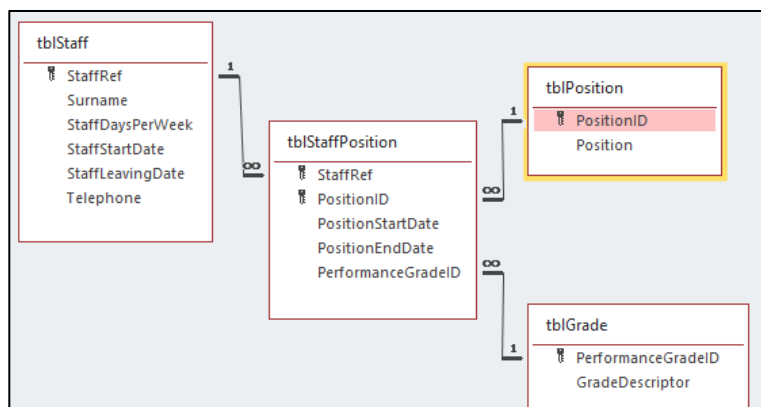 tblStaff
StaffRef
Surname
StaffDaysPerWeek
StaffStartDate
StaffLeavingDate
Telephone
1
∞
tblStaffPosition
StaffRef
PositionID
PositionStartDate
PositionEndDate
PerformanceGradeID
1
∞
tblPosition
PositionID
Position
∞
1
tblGrade
PerformanceGradeID
GradeDescriptor